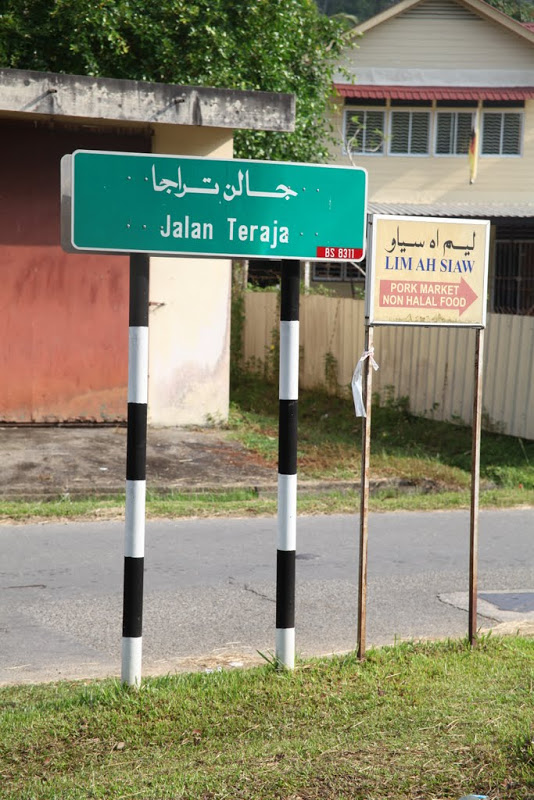 جالن تراجا
Jalan Teraja
BS 8311
ليم اه سياو
LIM AH SIAW
PORK MARKET
NON HALAL FOOD